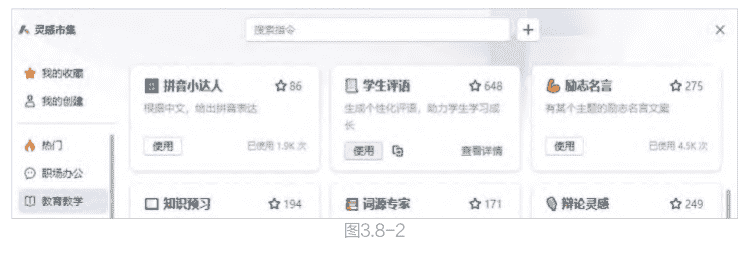 灵感市集
搜索指令
我的收藏
我的创建
热门
职场办公
教育教学
拼音小达人 86
根据中文，给出拼音表达
使用 已使用 1.9K 次
学生评语 648
生成个性化评语，助力学生学习成
长
使用 查看详情
励志名言 275
有某个主题的励志名言文案
使用 已使用 4.5K 次
知识预习 194
词源专家 171
辩论灵感 249
图3.8-2